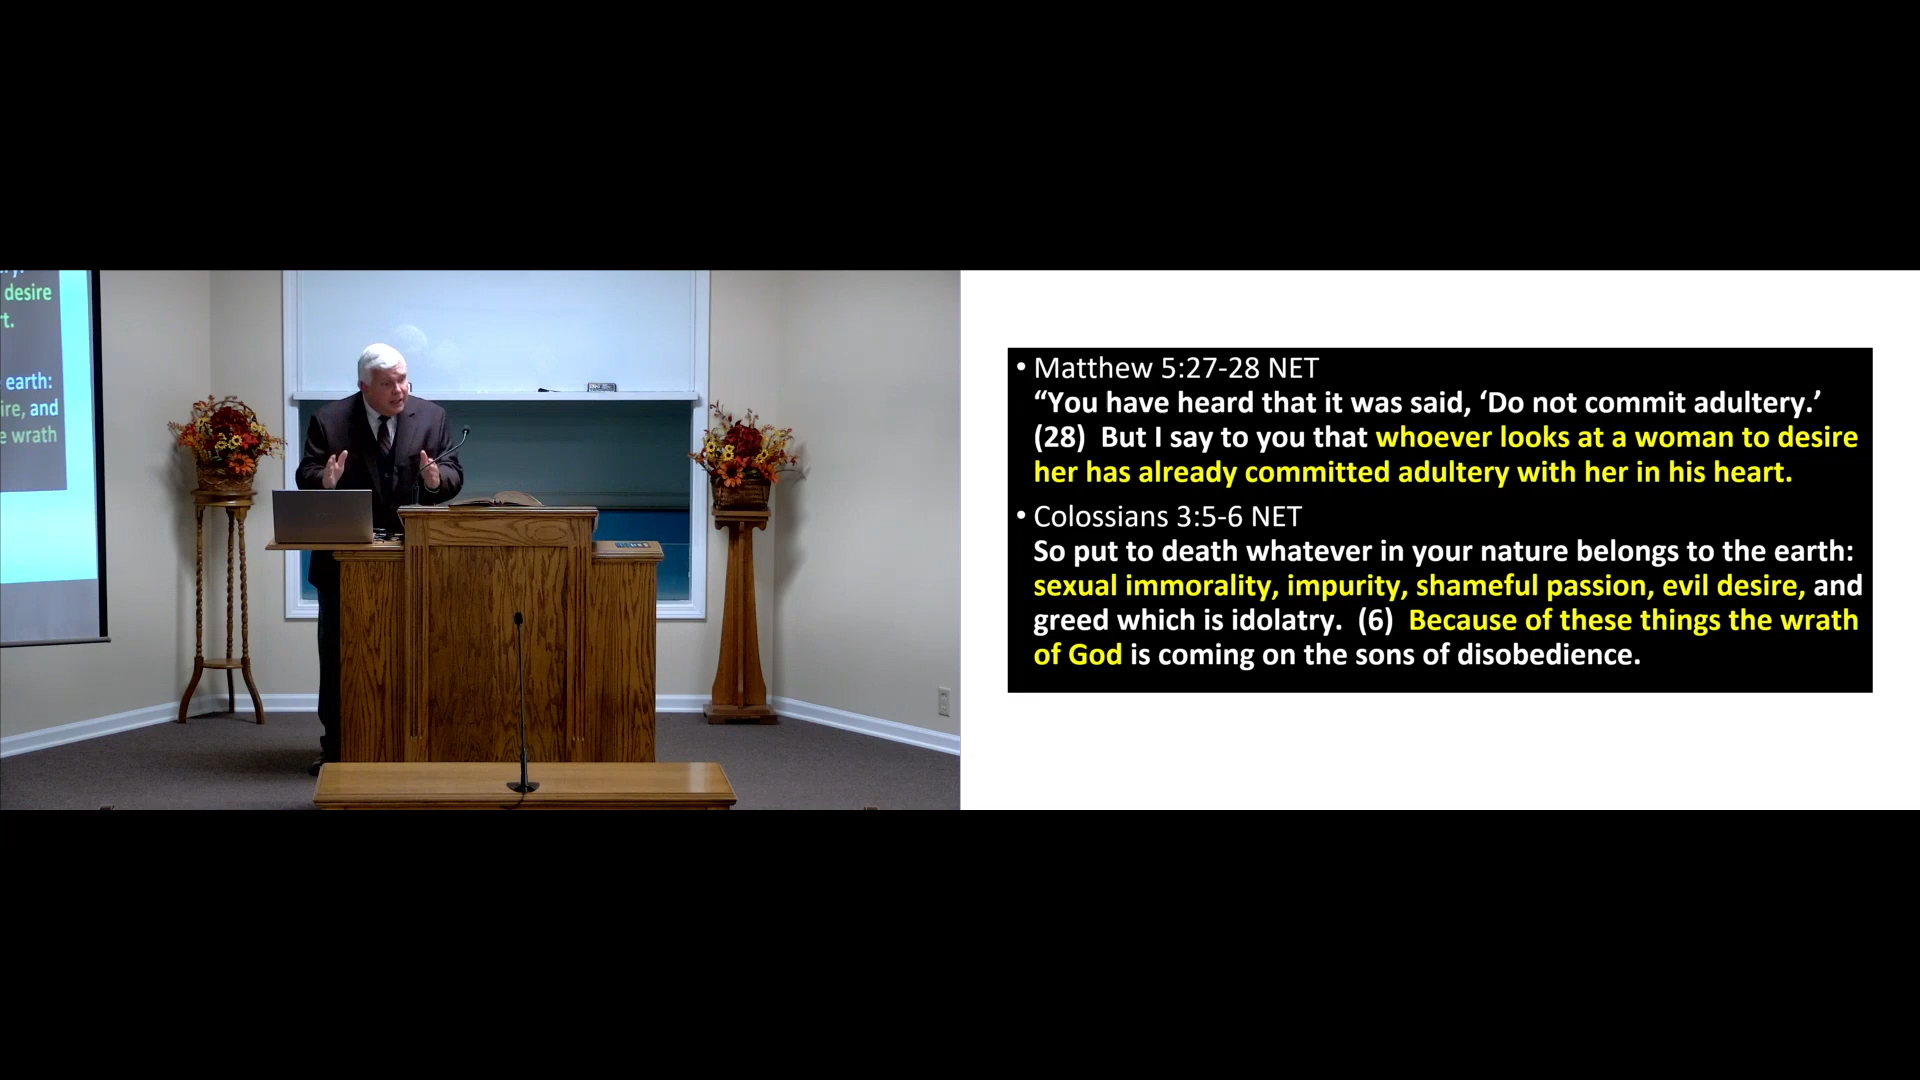 desire
rt.
earth:
ire, and
e wrath
• Matthew 5:27-28 NET
“You have heard that it was said, ‘Do not commit adultery.’
(28) But I say to you that whoever looks at a woman to desire
her has already committed adultery with her in his heart.
• Colossians 3:5-6 NET
So put to death whatever in your nature belongs to the earth:
sexual immorality, impurity, shameful passion, evil desire, and
greed which is idolatry. (6) Because of these things the wrath
of God is coming on the sons of disobedience.